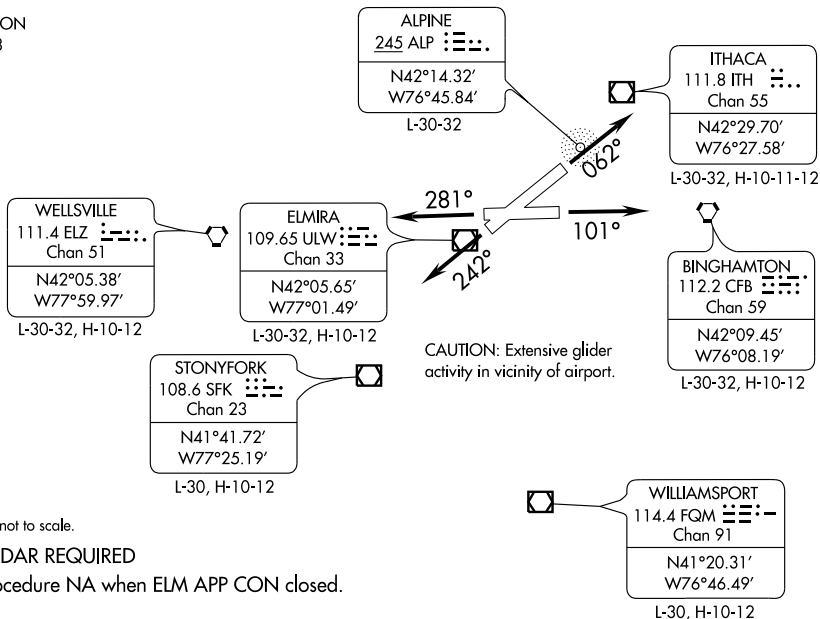 ON
ALPINE
245 ALP
N42°14.32′
W76°45.84′
L-30-32
ITHACA
111.8 ITH
Chan 55
N42°29.70′
W76°27.58′
L-30-32, H-10-11-12
062°
281°
101°
242°
WELLSVILLE
111.4 ELZ
Chan 51
N42°05.38′
W77°59.97′
L-30-32, H-10-12
ELMIRA
109.65 ULW
Chan 33
N42°05.65′
W77°01.49′
L-30-32, H-10-12
BINGHAMTON
112.2 CFB
Chan 59
N42°09.45′
W76°08.19′
L-30-32, H-10-12
CAUTION: Extensive glider
activity in vicinity of airport.
STONYFORK
108.6 SFK
Chan 23
N41°41.72′
W77°25.19′
L-30, H-10-12
WILLIAMSPORT
114.4 FQM
Chan 91
N41°20.31′
W76°46.49′
L-30, H-10-12
not to scale.
DAR REQUIRED
ocedure NA when ELM APP CON closed.